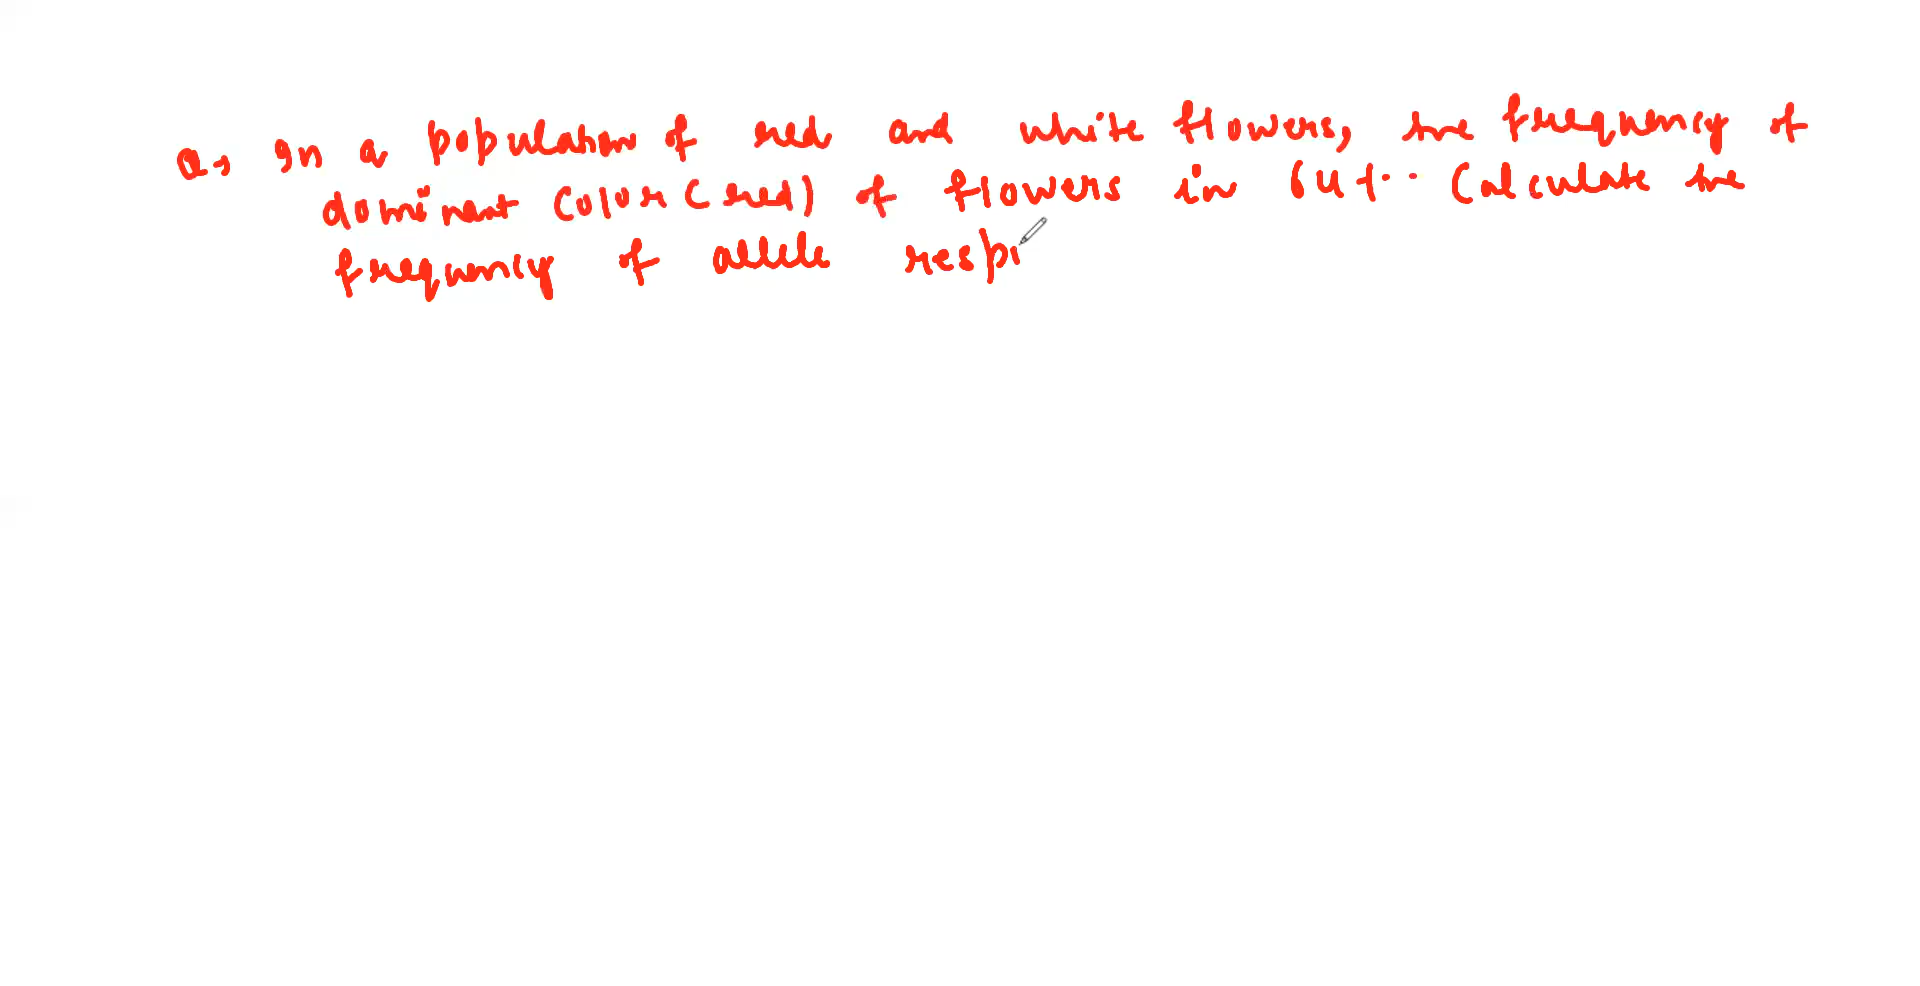 Q, In a population of red and white flowers, the frequency of
dominant color (red) of flowers in 64%. Calculate the
frequency of allele resp